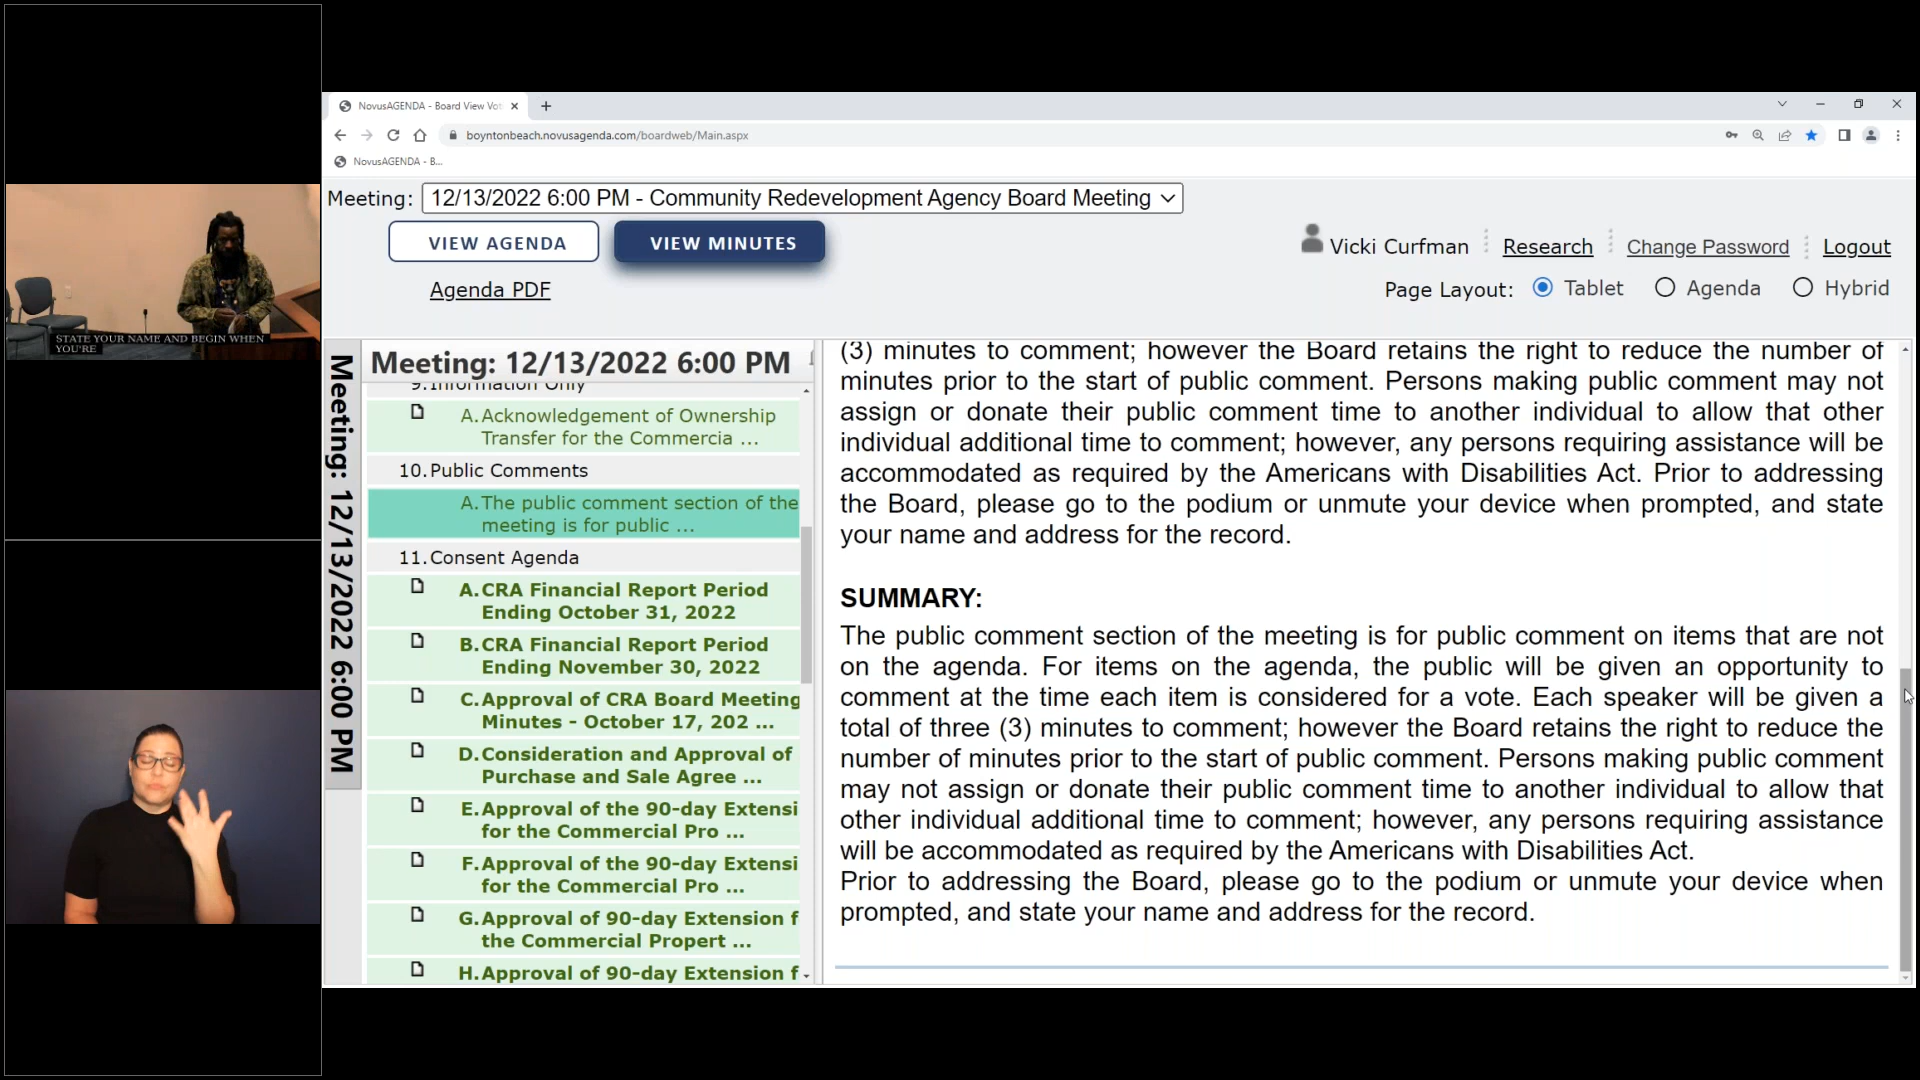 NovusAGENDA - Board View Vot
boyntonbeach.novusagenda.com/boardweb/Main.aspx
NovusAGENDA - B...
Meeting: 12/13/2022 6:00 PM - Community Redevelopment Agency Board Meeting
VIEW AGENDA VIEW MINUTES
Vicki Curfman Research Change Password Logout
Agenda PDF
Page Layout: Tablet Agenda Hybrid
STATE YOUR NAME AND BEGIN WHEN
YOU'RE
Meeting: 12/13/2022 6:00 PM
Meeting: 12/13/2022 6:00 PM
9. Information Only
A. Acknowledgement of Ownership
Transfer for the Commercia ...
10. Public Comments
A. The public comment section of the
meeting is for public ...
11. Consent Agenda
A. CRA Financial Report Period
Ending October 31, 2022
B. CRA Financial Report Period
Ending November 30, 2022
C. Approval of CRA Board Meeting
Minutes - October 17, 202 ...
D. Consideration and Approval of
Purchase and Sale Agree ...
E. Approval of the 90-day Extensi
for the Commercial Pro ...
F. Approval of the 90-day Extensi
for the Commercial Pro ...
G. Approval of 90-day Extension f
the Commercial Propert ...
H. Approval of 90-day Extension f
(3) minutes to comment; however the Board retains the right to reduce the number of
minutes prior to the start of public comment. Persons making public comment may not
assign or donate their public comment time to another individual to allow that other
individual additional time to comment; however, any persons requiring assistance will be
accommodated as required by the Americans with Disabilities Act. Prior to addressing
the Board, please go to the podium or unmute your device when prompted, and state
your name and address for the record.
SUMMARY:
The public comment section of the meeting is for public comment on items that are not
on the agenda. For items on the agenda, the public will be given an opportunity to
comment at the time each item is considered for a vote. Each speaker will be given a
total of three (3) minutes to comment; however the Board retains the right to reduce the
number of minutes prior to the start of public comment. Persons making public comment
may not assign or donate their public comment time to another individual to allow that
other individual additional time to comment; however, any persons requiring assistance
will be accommodated as required by the Americans with Disabilities Act.
Prior to addressing the Board, please go to the podium or unmute your device when
prompted, and state your name and address for the record.